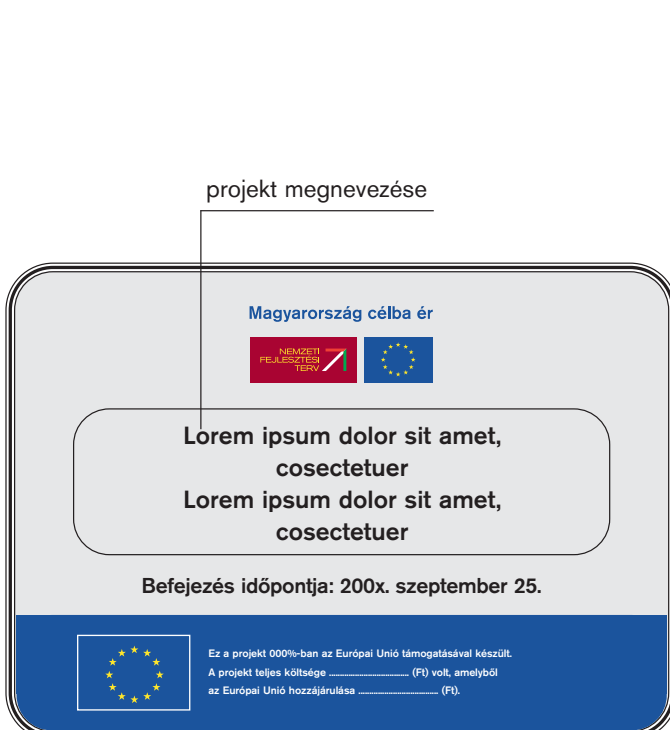 projekt megnevezése
Magyarország célba ér
NEMZETI
FEJLESZTÉSI
TERV
Lorem ipsum dolor sit amet,
cosectetuer
Lorem ipsum dolor sit amet,
cosectetuer
Befejezés időpontja: 200x. szeptember 25.
Ez a projekt 000%-ban az Európai Unió támogatásával készült.
A projekt teljes költsége ..................................... (Ft) volt, amelyből
az Európai Unió hozzájárulása ..................................... (Ft).